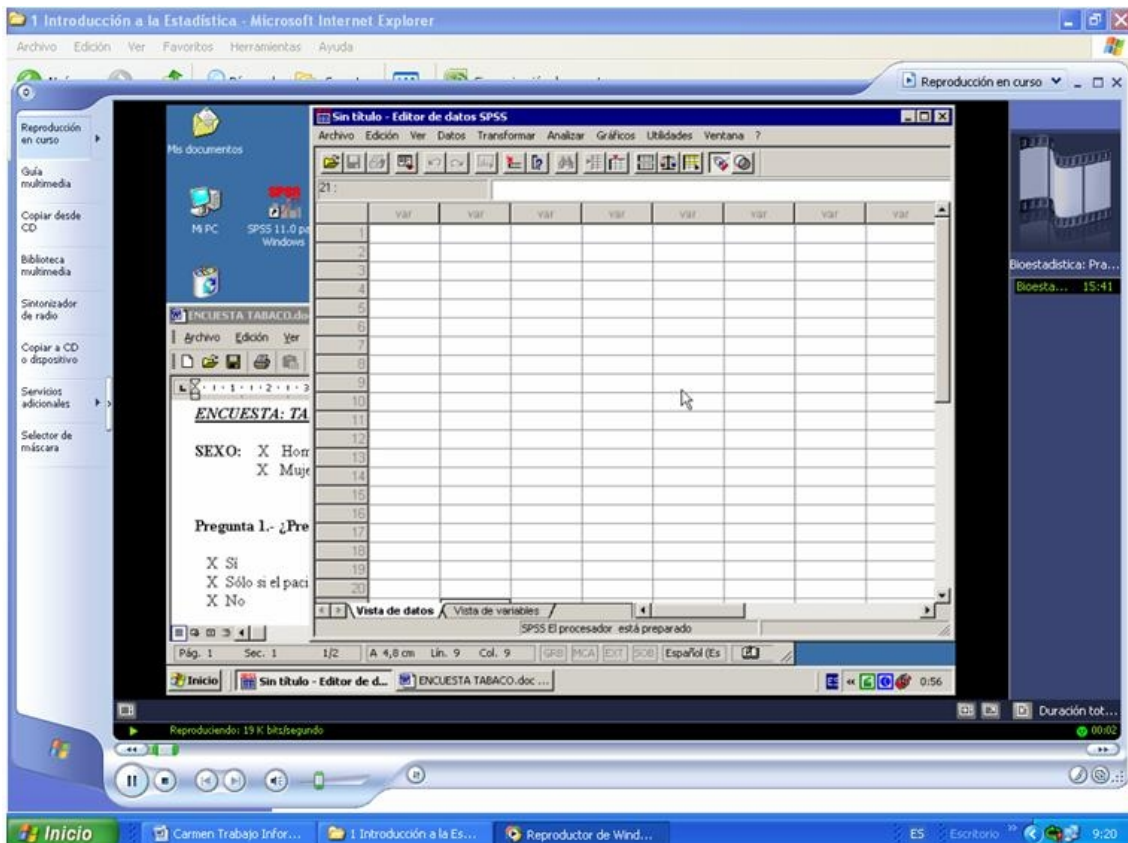 1 Introducción a la Estadística - Microsoft Internet Explorer
Archivo Edición Ver Favoritos Herramientas Ayuda
Reproducción en curso
Reproducción en curso
Guía multimedia
Copiar desde CD
Biblioteca multimedia
Sintonizador de radio
Copiar a CD o dispositivo
Servicios adicionales
Selector de máscara
Mis documentos
Mi PC
SPSS 11.0 pa
Windows
Sin título - Editor de datos SPSS
Archivo Edición Ver Datos Transformar Analizar Gráficos Utilidades Ventana ?
21 :
var var var var var var var var
1
2
3
4
5
6
7
8
9
10
11
12
13
14
15
16
17
18
19
20
Vista de datos Vista de variables
SPSS El procesador está preparado
ENCUESTA TABACO.do
Archivo Edición Ver
ENCUESTA: TA
SEXO: X Hom
X Muje
Pregunta 1.- ¿Pre
X Sí
X Sólo si el paci
X No
Pág. 1 Sec. 1 1/2 A 4,8 cm Lín. 9 Col. 9 GRB MCA EXT SOB Español (Es
Inicio Sin título - Editor de d... ENCUESTA TABACO.doc ... 0:56
Bioestadistica: Pra...
Bioesta... 15:41
Duración tot...
Reproduciendo: 19 K bits/segundo 00:02
Inicio Carmen Trabajo Infor... 1 Introducción a la Es... Reproductor de Wind... ES Escritorio 9:20